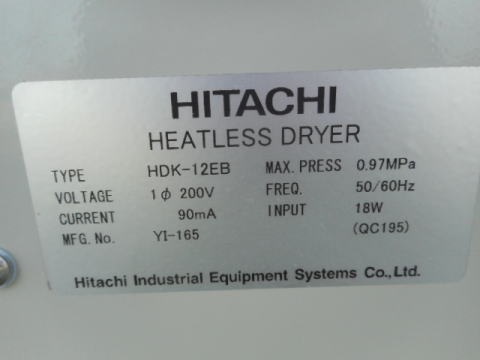 HITACHI
HEATLESS DRYER
TYPE HDK-12EB MAX. PRESS 0.97MPa
VOLTAGE 1φ 200V FREQ. 50/60Hz
CURRENT 90mA INPUT 18W
MFG. No. YI-165 (QC195)
Hitachi Industrial Equipment Systems Co., Ltd.